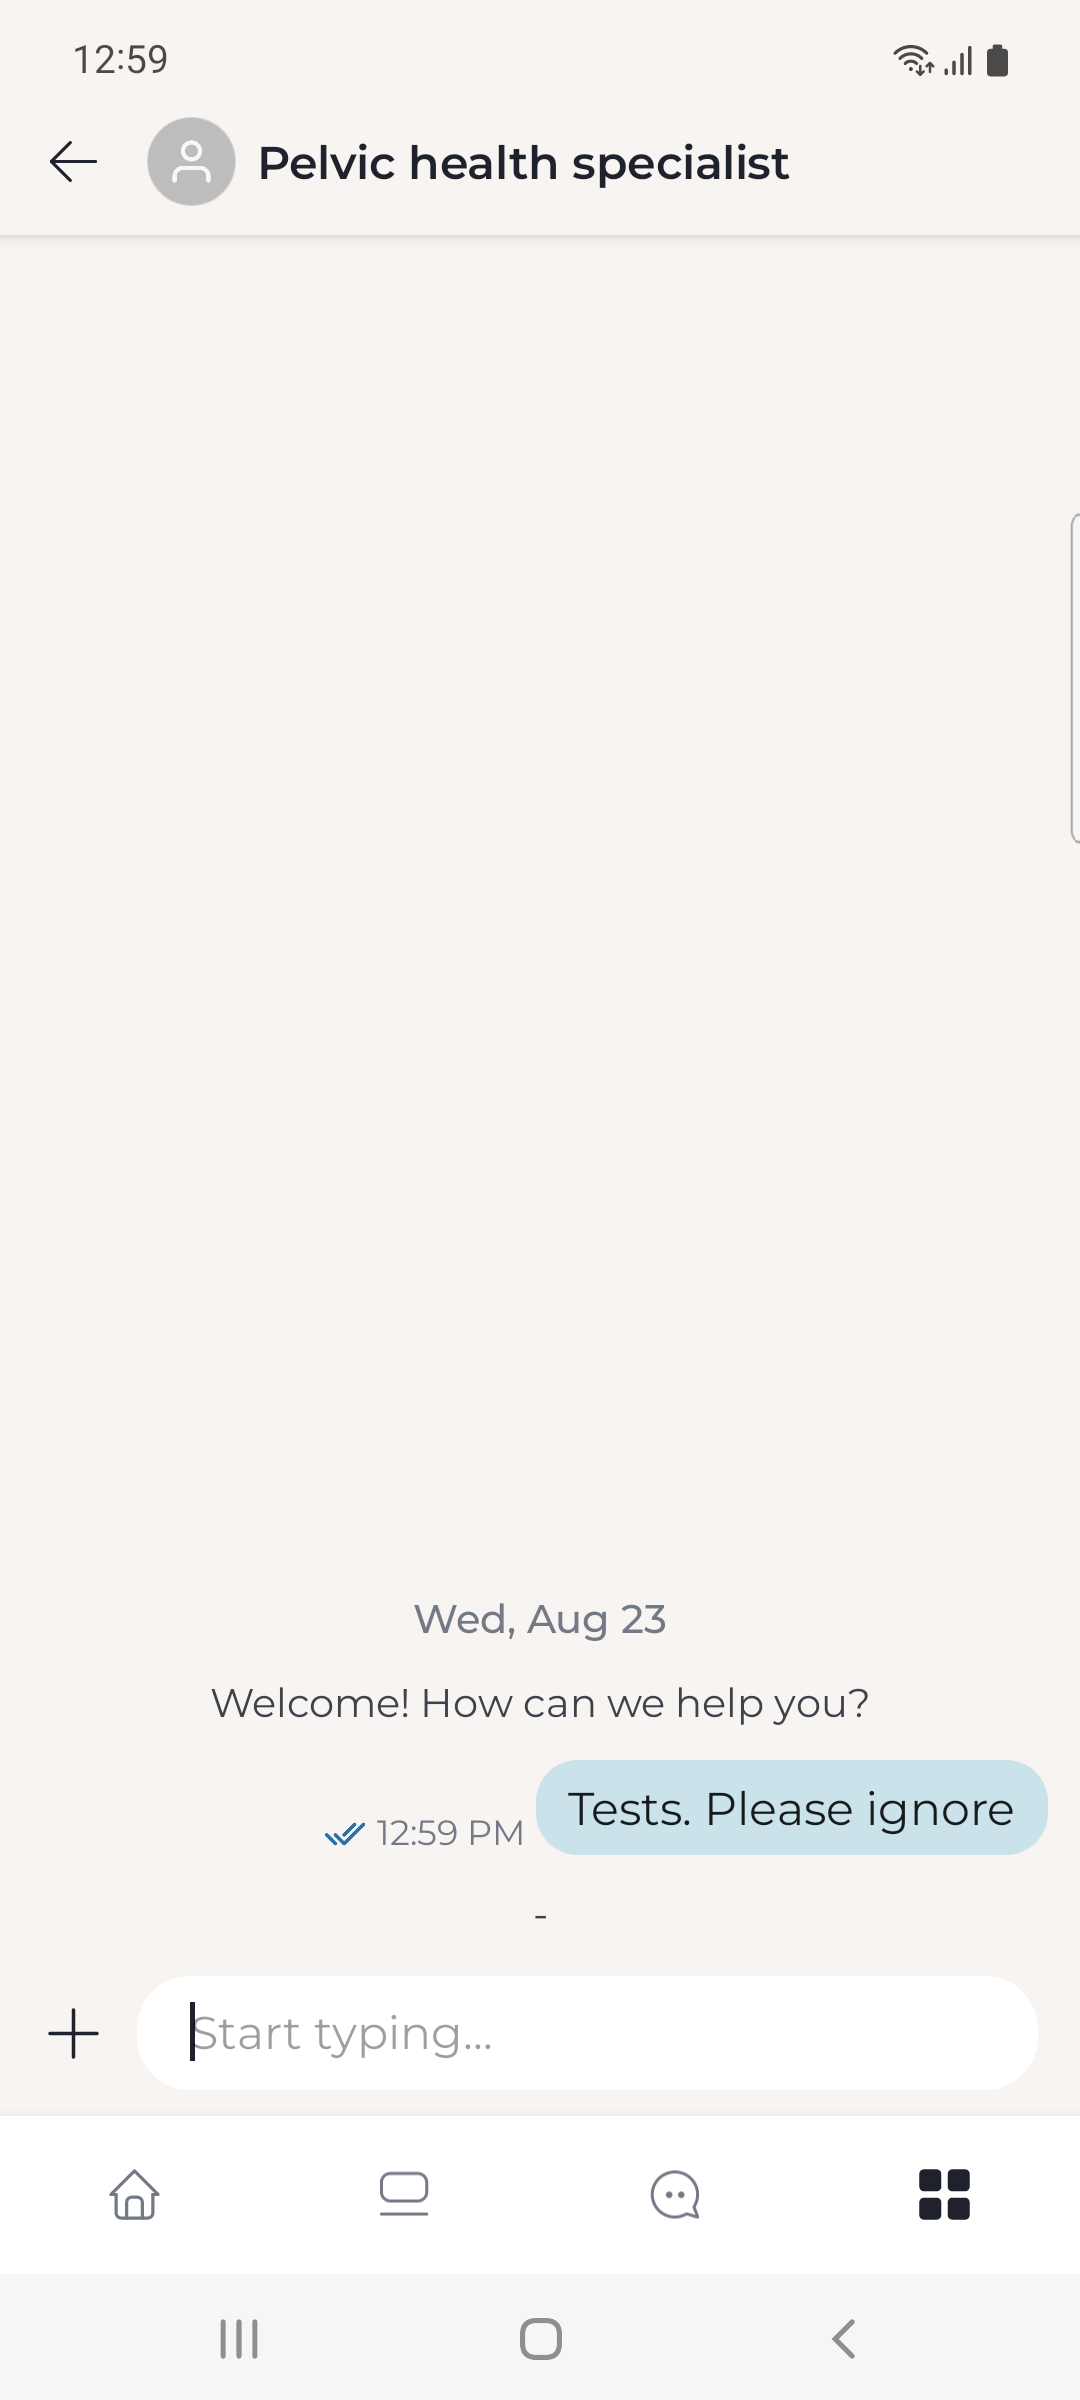 12:59
Pelvic health specialist
Wed, Aug 23
Welcome! How can we help you?
Tests. Please ignore
12:59 PM
-
Start typing...